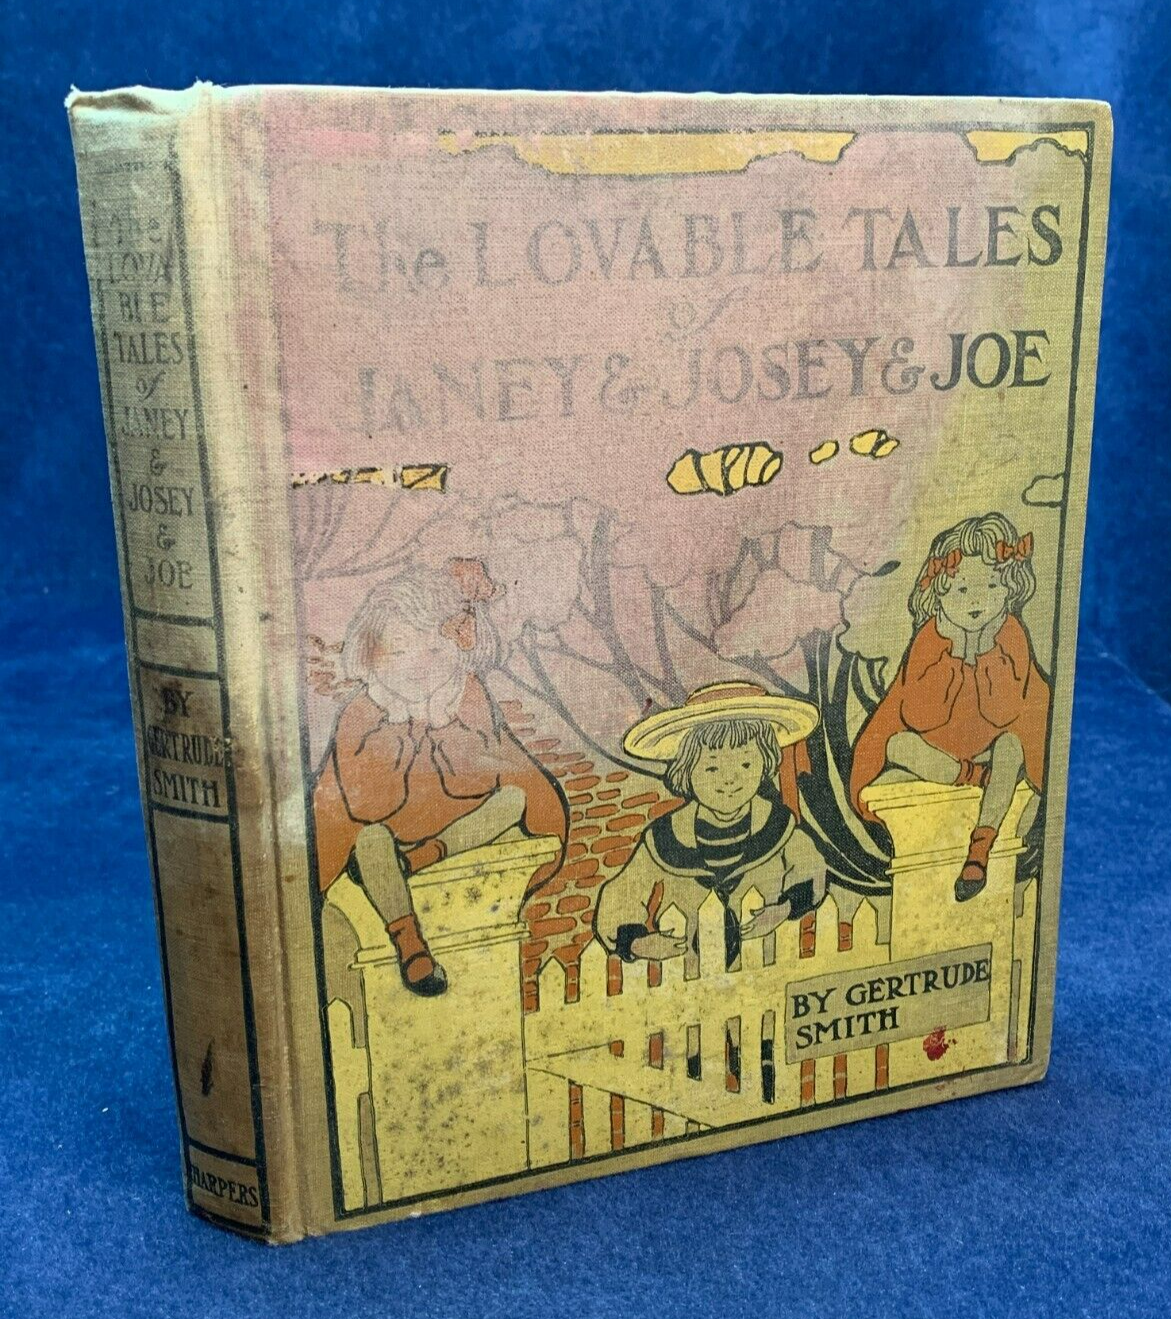 The LOVABLE TALES
of
JANEY & JOSEY & JOE
BY GERTRUDE
SMITH
The
LOVA
BLE
TALES
of
JANEY
&
JOSEY
&
JOE
BY
GERTRUDE
SMITH
HARPERS